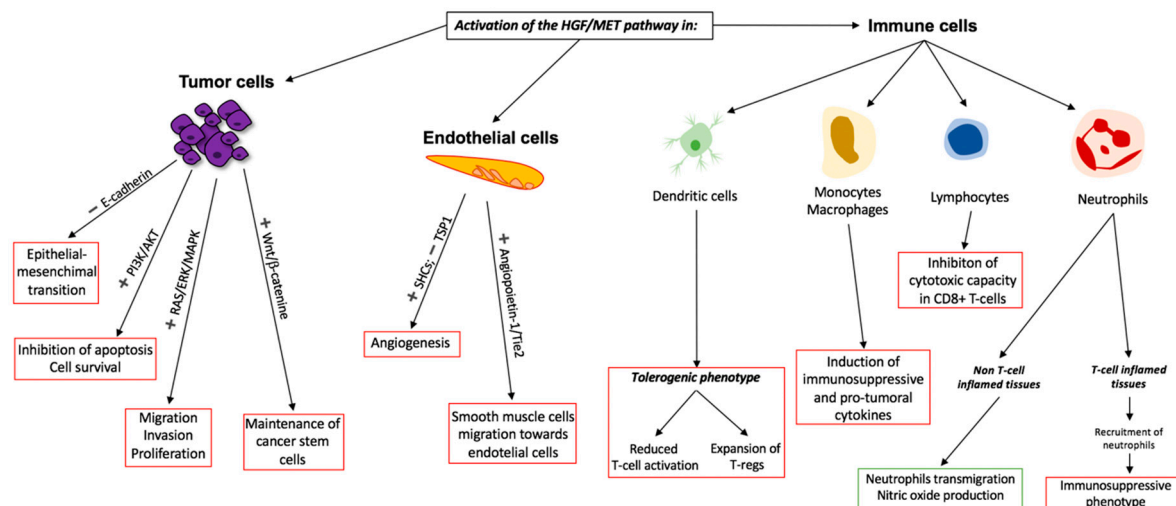 Activation of the HGF/MET pathway in:
Immune cells
Tumor cells
Endothelial cells
Dendritic cells
Monocytes
Macrophages
Lymphocytes
Neutrophils
− E-cadherin
+ PI3K/AKT
+ RAS/ERK/MAPK
+ Wnt/β-catenine
+ SHCs; − TSP1
+ Angiopoietin-1/Tie2
Epithelial-
mesenchimal
transition
Inhibition of apoptosis
Cell survival
Migration
Invasion
Proliferation
Maintenance of
cancer stem
cells
Angiogenesis
Smooth muscle cells
migration towards
endotelial cells
Tolerogenic phenotype
Reduced
T-cell activation
Expansion of
T-regs
Induction of
immunosuppressive
and pro-tumoral
cytokines
Inhibiton of
cytotoxic capacity
in CD8+ T-cells
Non T-cell
inflamed tissues
T-cell inflamed
tissues
Recruitment of
neutrophils
Neutrophils transmigration
Nitric oxide production
Immunosuppressive
phenotype